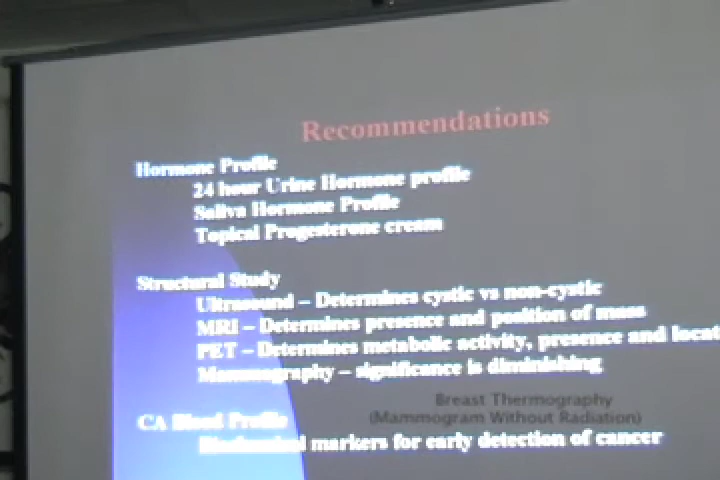 Recommendations
Hormone Profile
24 hour Urine Hormone profile
Saliva Hormone Profile
Topical Progesterone cream
Structural Study
Ultrasound – Determines cystic vs non-cystic
MRI – Determines presence and position of mass
PET – Determines metabolic activity, presence and locat
Mammography – significance is diminishing
Breast Thermography
(Mammogram Without Radiation)
CA Blood Profile
Biochemical markers for early detection of cancer